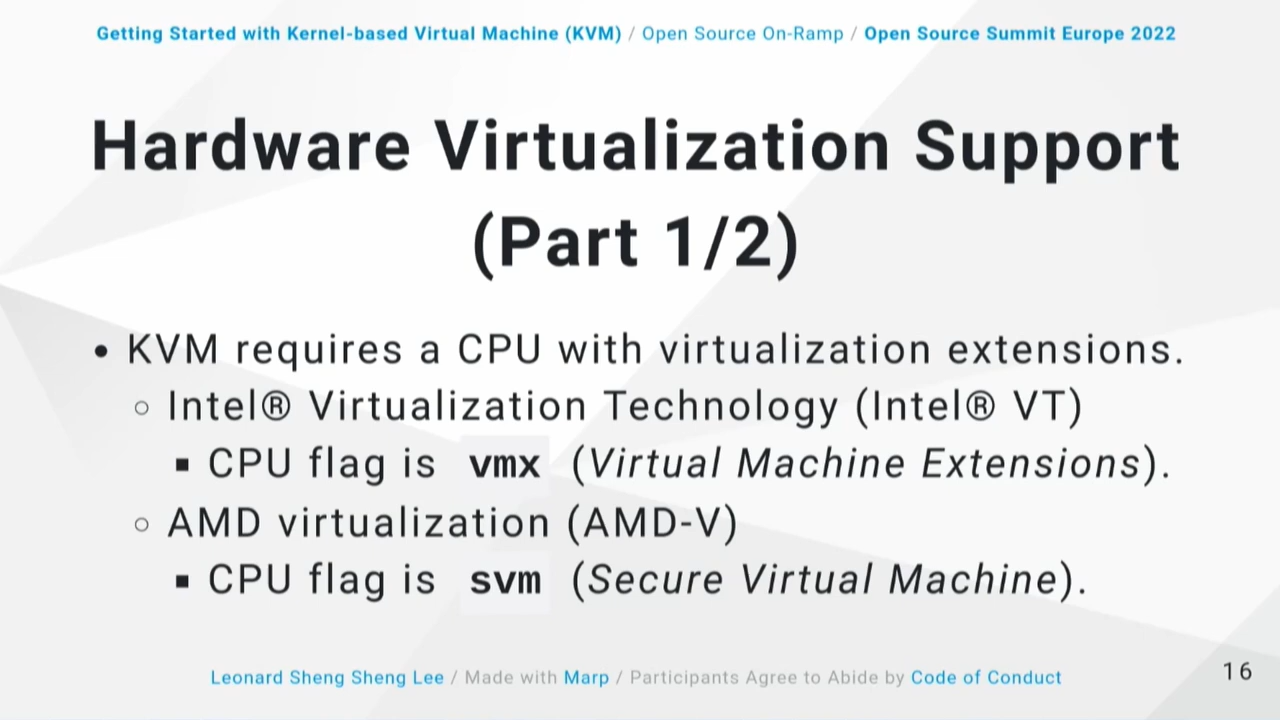 Getting Started with Kernel-based Virtual Machine (KVM) / Open Source On-Ramp / Open Source Summit Europe 2022
Hardware Virtualization Support
(Part 1/2)
• KVM requires a CPU with virtualization extensions.
○ Intel® Virtualization Technology (Intel® VT)
▪ CPU flag is vmx (Virtual Machine Extensions).
○ AMD virtualization (AMD-V)
▪ CPU flag is svm (Secure Virtual Machine).
Leonard Sheng Sheng Lee / Made with Marp / Participants Agree to Abide by Code of Conduct
16